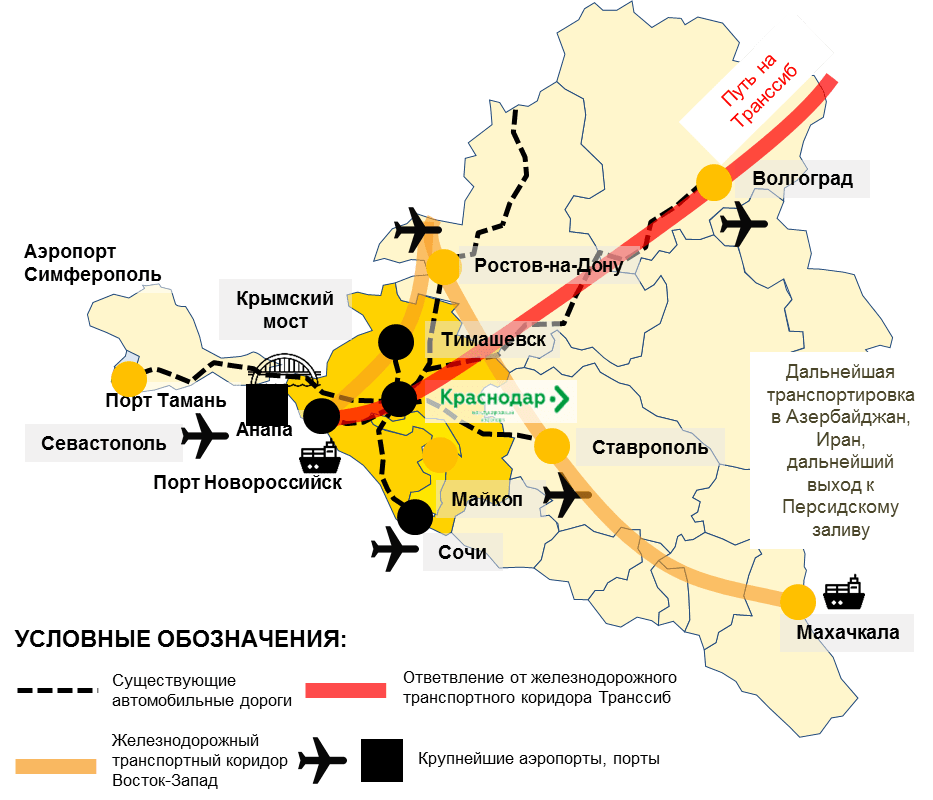 Путь на
Транссиб
Волгоград
Аэропорт
Симферополь
Ростов-на-Дону
Крымский
мост
Тимашевск
Дальнейшая
транспортировка
в Азербайджан,
Иран,
дальнейший
выход к
Персидскому
заливу
Краснодар
Порт Тамань
Анапа
Севастополь
Ставрополь
Порт Новороссийск
Майкоп
Сочи
Махачкала
УСЛОВНЫЕ ОБОЗНАЧЕНИЯ:
Существующие
автомобильные дороги
Ответвление от железнодорожного
транспортного коридора Транссиб
Железнодорожный
транспортный коридор
Восток-Запад
Крупнейшие аэропорты, порты